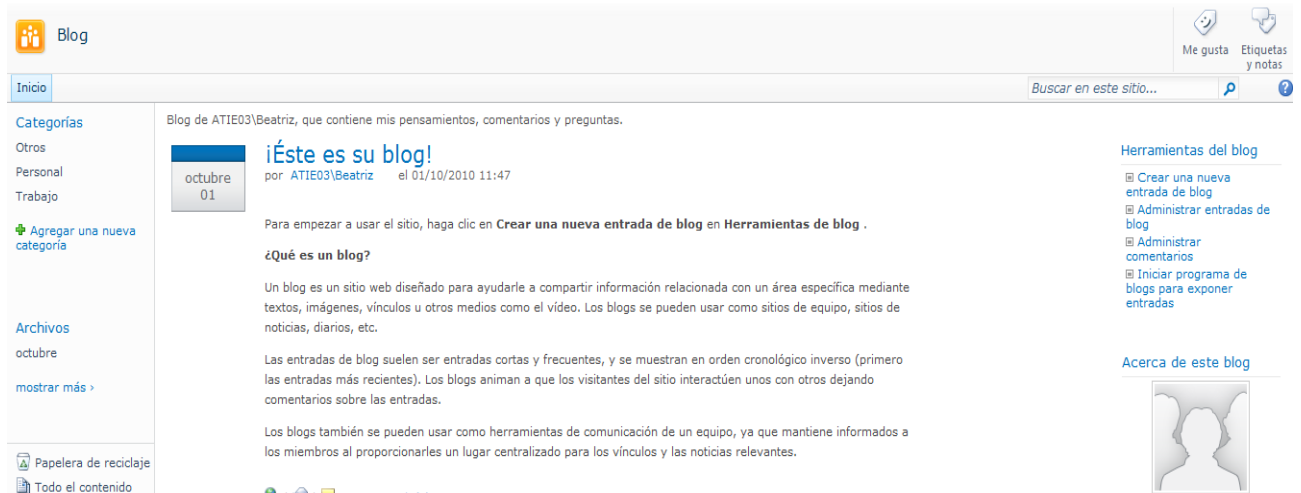 Blog
Me gusta
Etiquetas
y notas
Inicio
Buscar en este sitio...
Categorías
Otros
Personal
Trabajo
Agregar una nueva
categoría
Archivos
octubre
mostrar más ›
Papelera de reciclaje
Todo el contenido
Blog de ATIE03\Beatriz, que contiene mis pensamientos, comentarios y preguntas.
octubre
01
¡Éste es su blog!
por ATIE03\Beatriz el 01/10/2010 11:47
Para empezar a usar el sitio, haga clic en Crear una nueva entrada de blog en Herramientas de blog .
¿Qué es un blog?
Un blog es un sitio web diseñado para ayudarle a compartir información relacionada con un área específica mediante
textos, imágenes, vínculos u otros medios como el vídeo. Los blogs se pueden usar como sitios de equipo, sitios de
noticias, diarios, etc.
Las entradas de blog suelen ser entradas cortas y frecuentes, y se muestran en orden cronológico inverso (primero
las entradas más recientes). Los blogs animan a que los visitantes del sitio interactúen unos con otros dejando
comentarios sobre las entradas.
Los blogs también se pueden usar como herramientas de comunicación de un equipo, ya que mantiene informados a
los miembros al proporcionarles un lugar centralizado para los vínculos y las noticias relevantes.
Herramientas del blog
Crear una nueva
entrada de blog
Administrar entradas de
blog
Administrar
comentarios
Iniciar programa de
blogs para exponer
entradas
Acerca de este blog